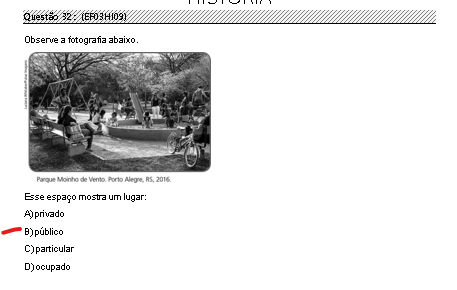 HISTÓRIA
Questão 32: (EF03HI09)
Observe a fotografia abaixo.
Parque Moinho de Vento. Porto Alegre, RS, 2016.
Esse espaço mostra um lugar:
A)privado
B)público
C)particular
D)ocupado